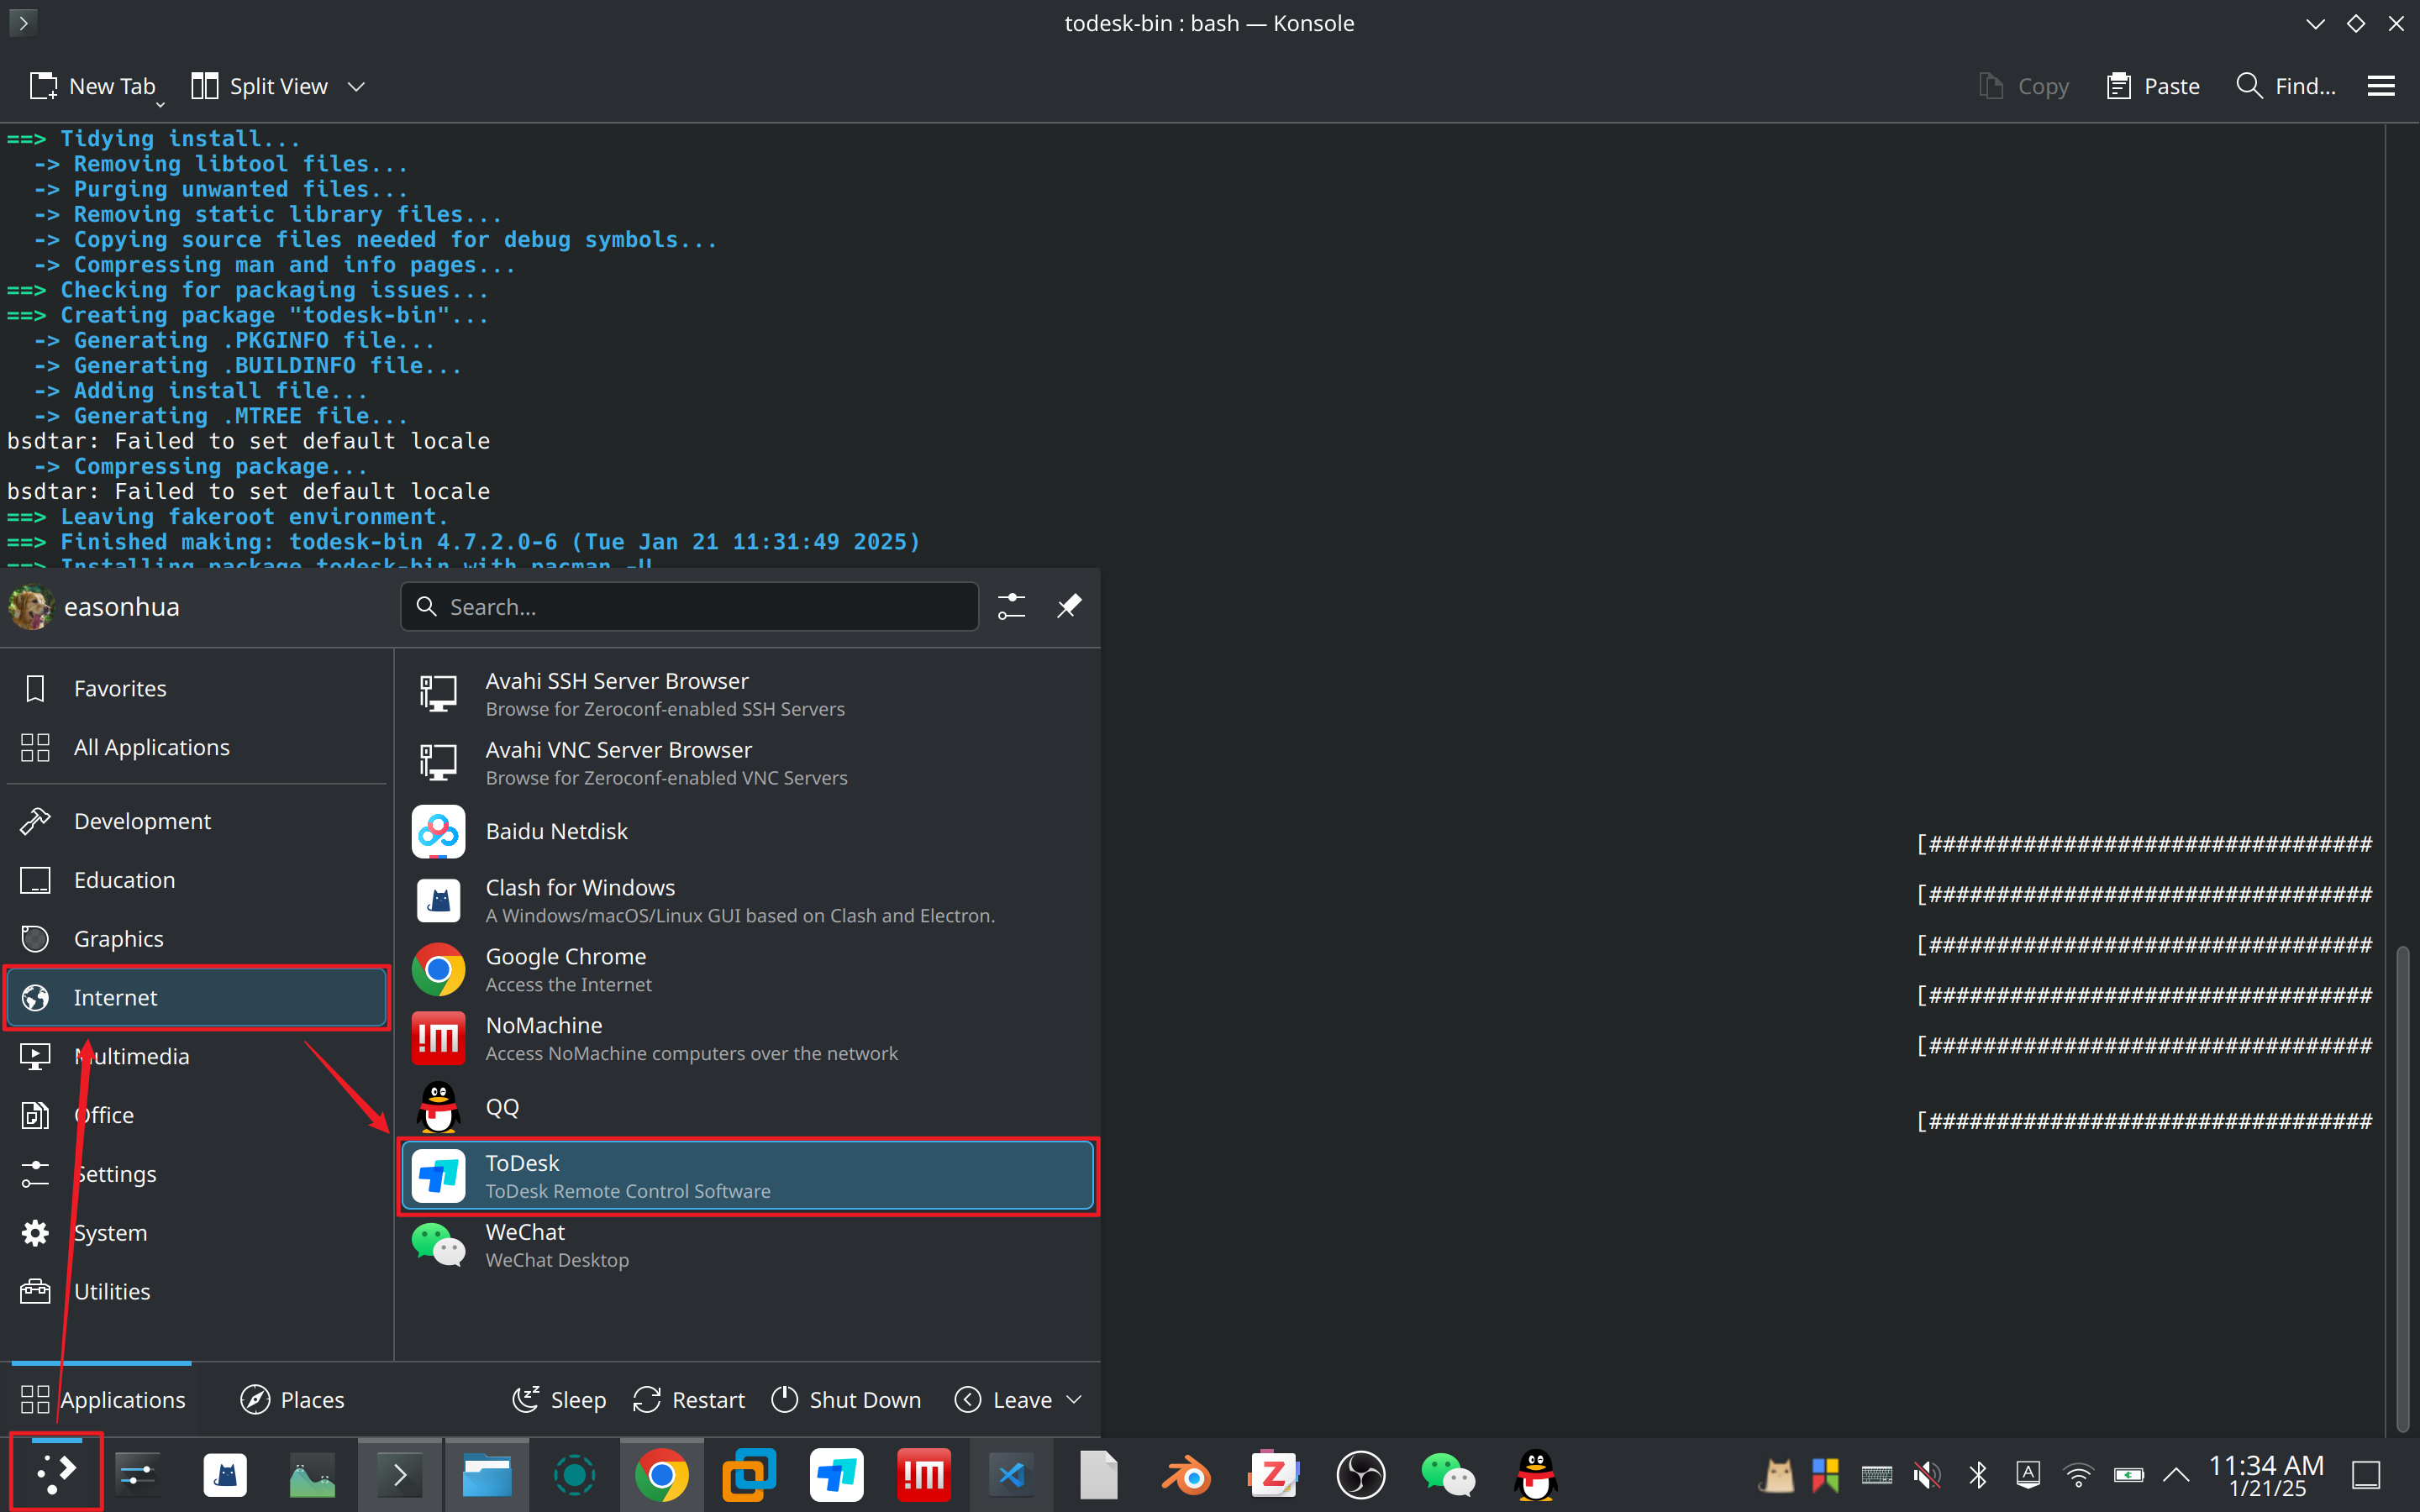 todesk-bin : bash — Konsole
New Tab
Split View
Copy
Paste
Find...
==> Tidying install...
-> Removing libtool files...
-> Purging unwanted files...
-> Removing static library files...
-> Copying source files needed for debug symbols...
-> Compressing man and info pages...
==> Checking for packaging issues...
==> Creating package "todesk-bin"...
-> Generating .PKGINFO file...
-> Generating .BUILDINFO file...
-> Adding install file...
-> Generating .MTREE file...
bsdtar: Failed to set default locale
-> Compressing package...
bsdtar: Failed to set default locale
==> Leaving fakeroot environment.
==> Finished making: todesk-bin 4.7.2.0-6 (Tue Jan 21 11:31:49 2025)
==> Installing package todesk-bin with pacman -U
easonhua
Search...
Favorites
All Applications
Development
Education
Graphics
Internet
Multimedia
Office
Settings
System
Utilities
Avahi SSH Server Browser
Browse for Zeroconf-enabled SSH Servers
Avahi VNC Server Browser
Browse for Zeroconf-enabled VNC Servers
Baidu Netdisk
Clash for Windows
A Windows/macOS/Linux GUI based on Clash and Electron.
Google Chrome
Access the Internet
NoMachine
Access NoMachine computers over the network
QQ
ToDesk
ToDesk Remote Control Software
WeChat
WeChat Desktop
[#################################
[#################################
[#################################
[#################################
[#################################
[#################################
Applications
Places
Sleep
Restart
Shut Down
Leave
11:34 AM
1/21/25